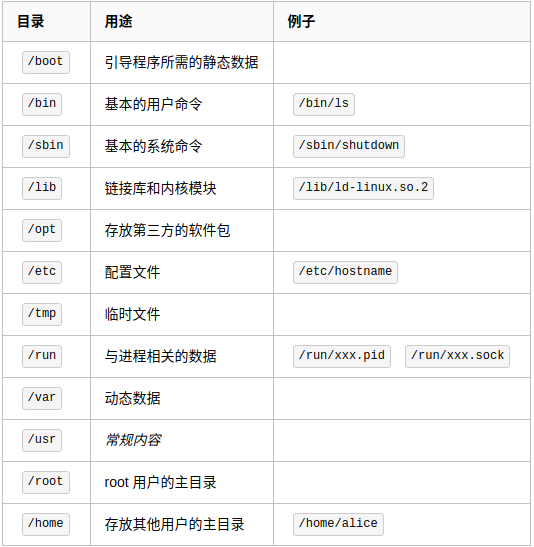 目录 用途 例子
/boot 引导程序所需的静态数据
/bin 基本的用户命令 /bin/ls
/sbin 基本的系统命令 /sbin/shutdown
/lib 链接库和内核模块 /lib/ld-linux.so.2
/opt 存放第三方的软件包
/etc 配置文件 /etc/hostname
/tmp 临时文件
/run 与进程相关的数据 /run/xxx.pid /run/xxx.sock
/var 动态数据
/usr 常规内容
/root root 用户的主目录
/home 存放其他用户的主目录 /home/alice